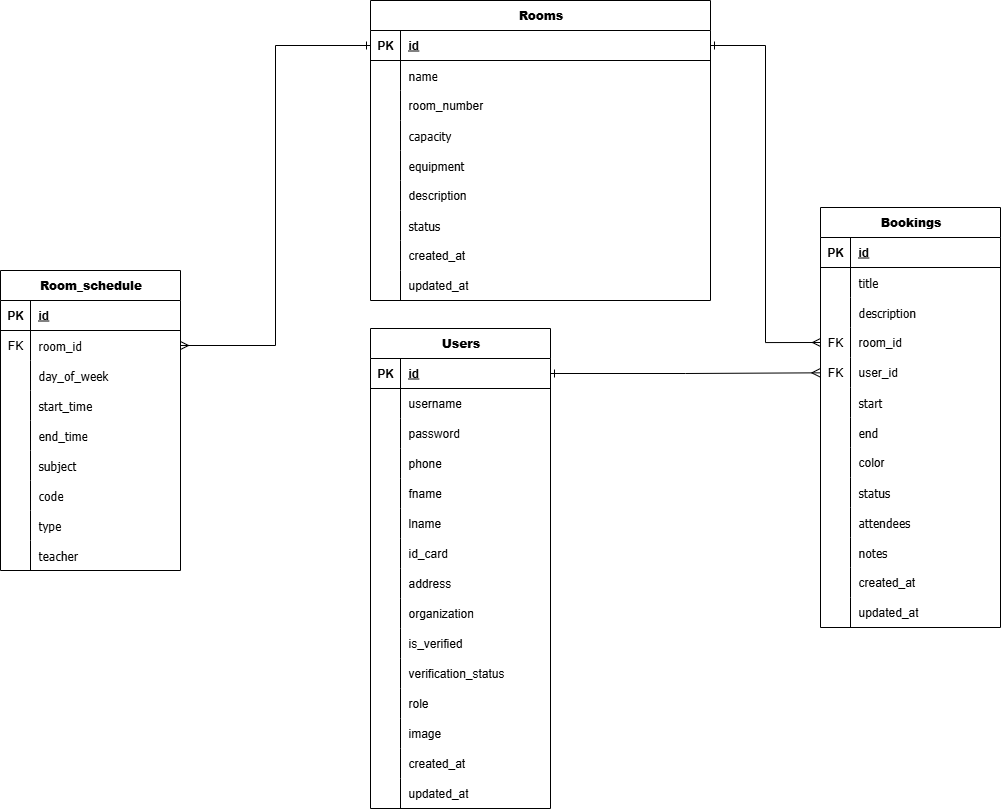 Rooms
PK id
name
room_number
capacity
equipment
description
status
created_at
updated_at
Room_schedule
PK id
FK room_id
day_of_week
start_time
end_time
subject
code
type
teacher
Users
PK id
username
password
phone
fname
lname
id_card
address
organization
is_verified
verification_status
role
image
created_at
updated_at
Bookings
PK id
title
description
FK room_id
FK user_id
start
end
color
status
attendees
notes
created_at
updated_at